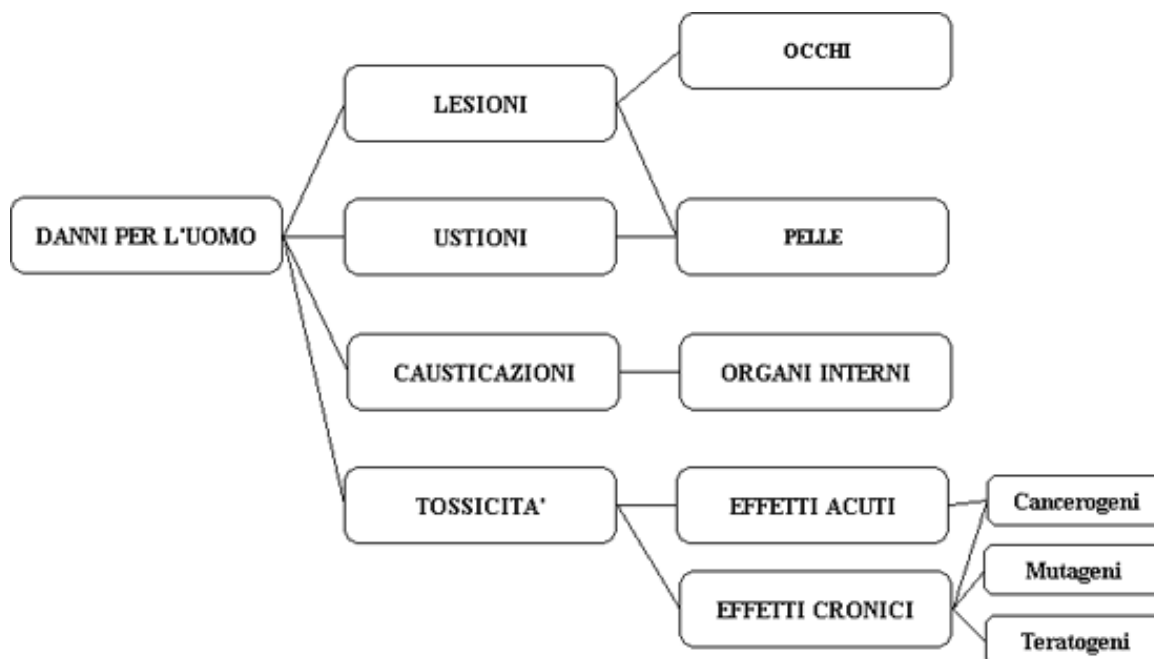 OCCHI
LESIONI
DANNI PER L'UOMO
USTIONI
PELLE
CAUSTICAZIONI
ORGANI INTERNI
TOSSICITA'
EFFETTI ACUTI
Cancerogeni
Mutageni
EFFETTI CRONICI
Teratogeni